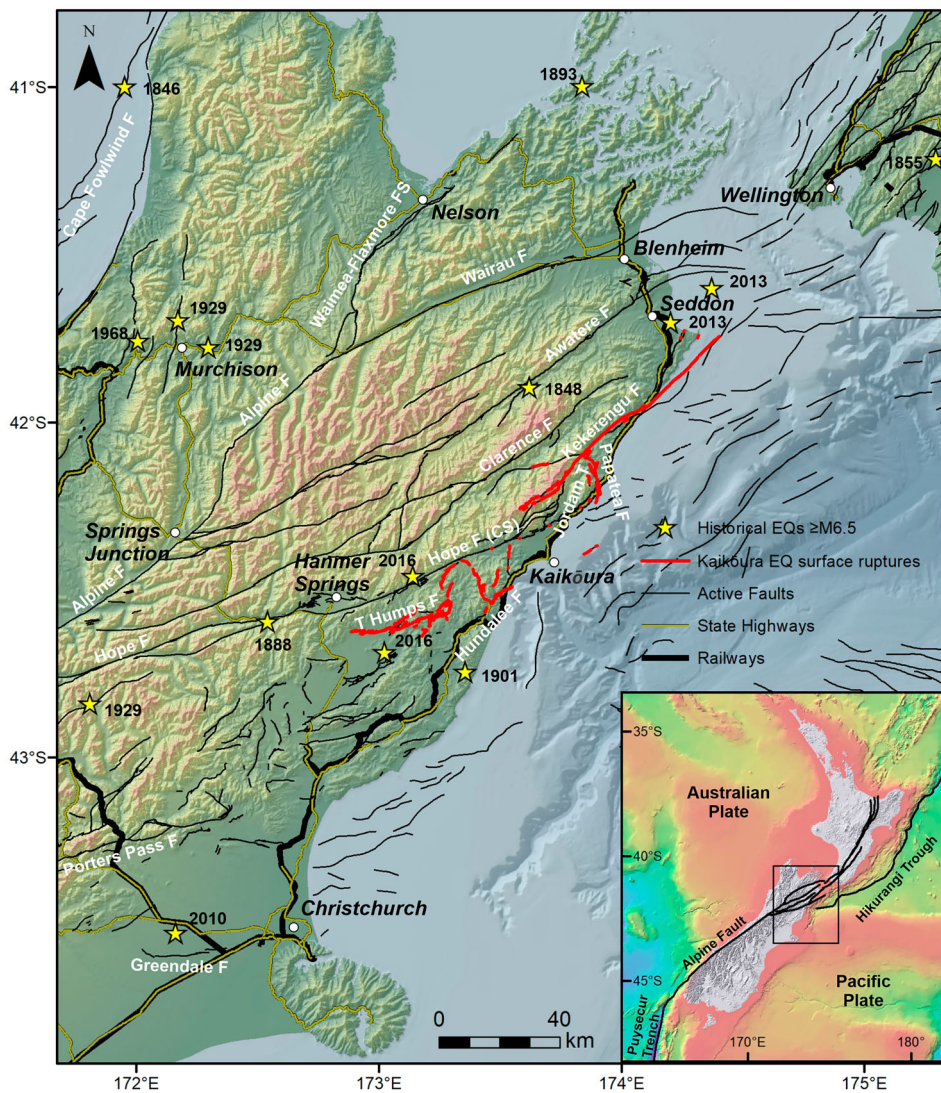 N
41°S
1846
1893
Cape Fowlwind F
1855
Wellington
Nelson
Waimea-Flaxmore FS
Blenheim
Wairau F
2013
Seddon
2013
1929
1968
1929
Murchison
Awatere F
Alpine F
1848
42°S
Clarence F
Kekerengu F
Papatea F
Jordam T
Springs
Junction
Hope F (CS)
Hanmer
Springs
2016
Kaikōura
Alpine F
T Humps F
Hundalee F
Hope F
1888
2016
1901
1929
Historical EQs ≥M6.5
Kaikōura EQ surface ruptures
Active Faults
State Highways
Railways
43°S
Porters Pass F
Christchurch
2010
Greendale F
0
40
km
35°S
Australian
Plate
40°S
Hikurangi Trough
Alpine Fault
45°S
Pacific
Plate
Puysecur
Trench
170°E
180°
172°E
173°E
174°E
175°E